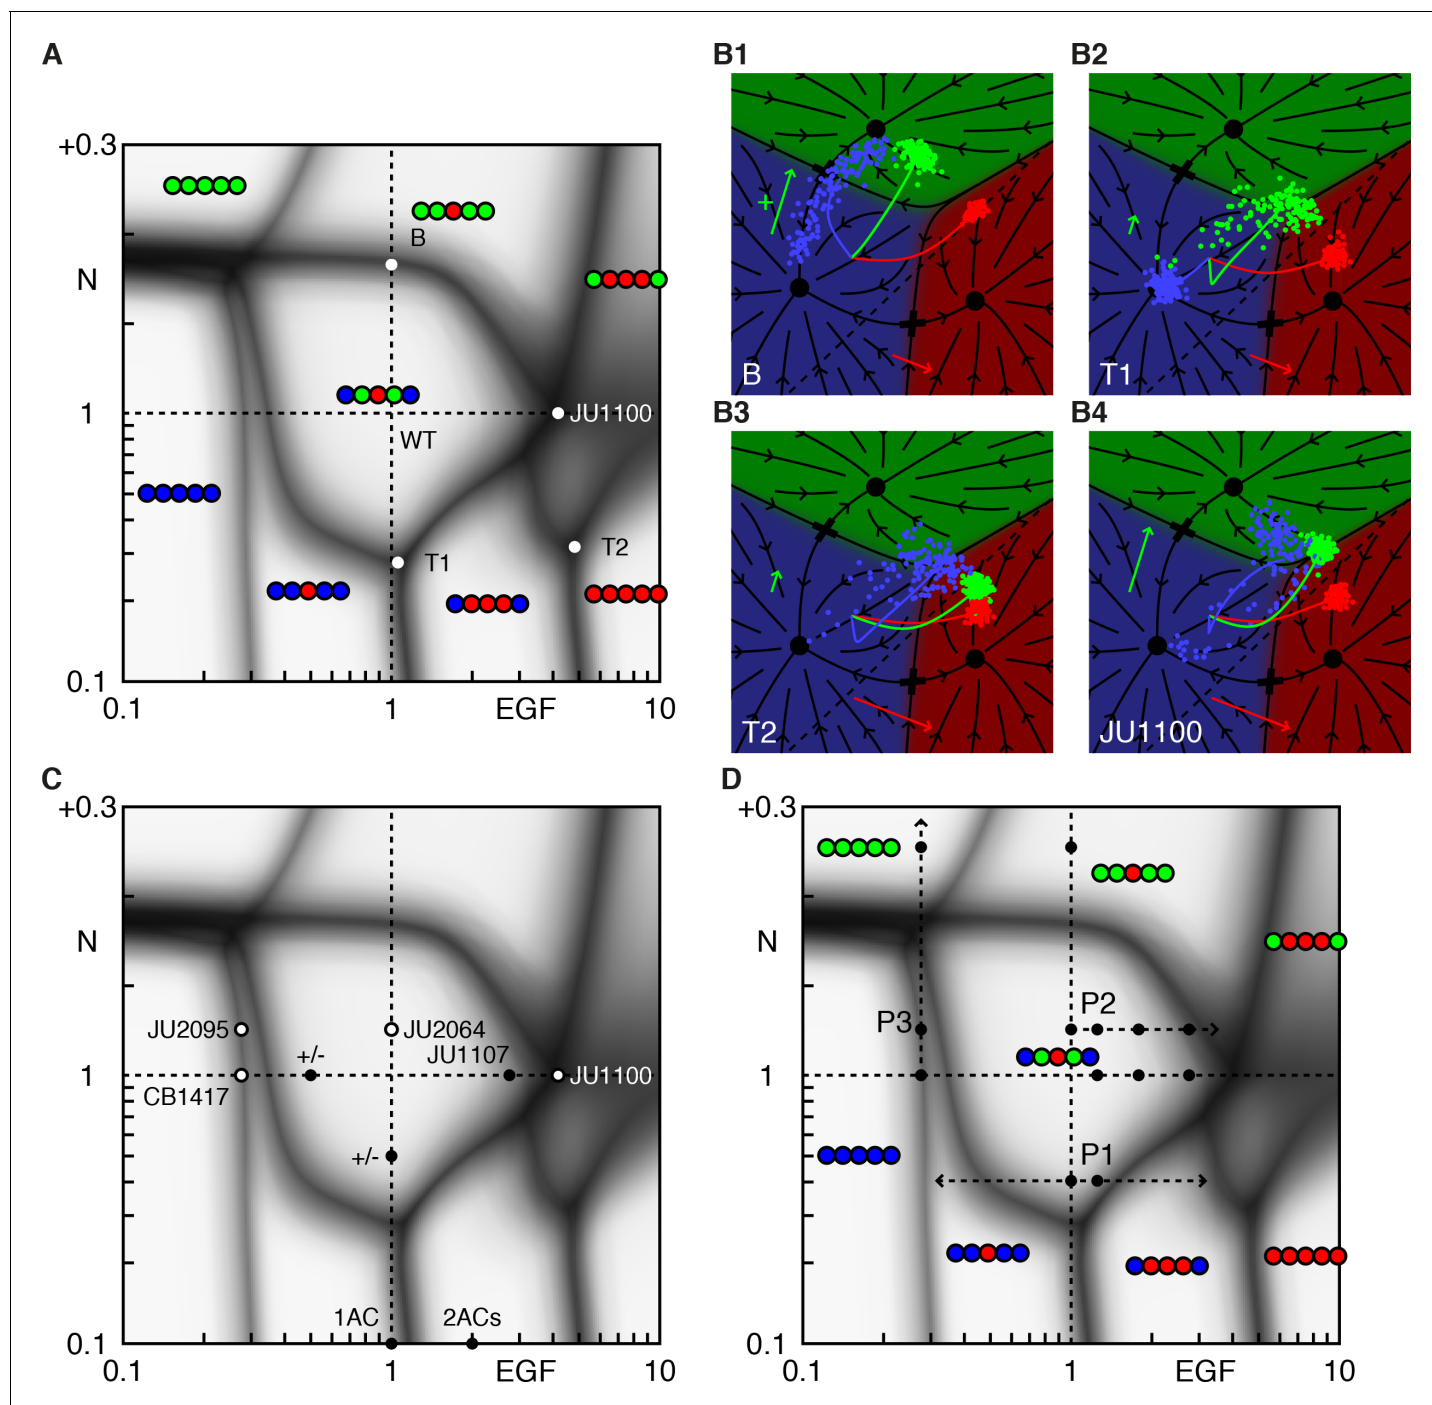 A
+0.3
N
1
0.1
0.1
1
EGF
10
B
WT
JU1100
T1
T2
B1
+
B
B2
T1
B3
T2
B4
JU1100
C
+0.3
N
1
0.1
0.1
1
EGF
10
JU2095
JU2064
+/-
JU1107
JU1100
CB1417
+/-
1AC
2ACs
D
+0.3
N
1
0.1
0.1
1
EGF
10
P3
P2
P1